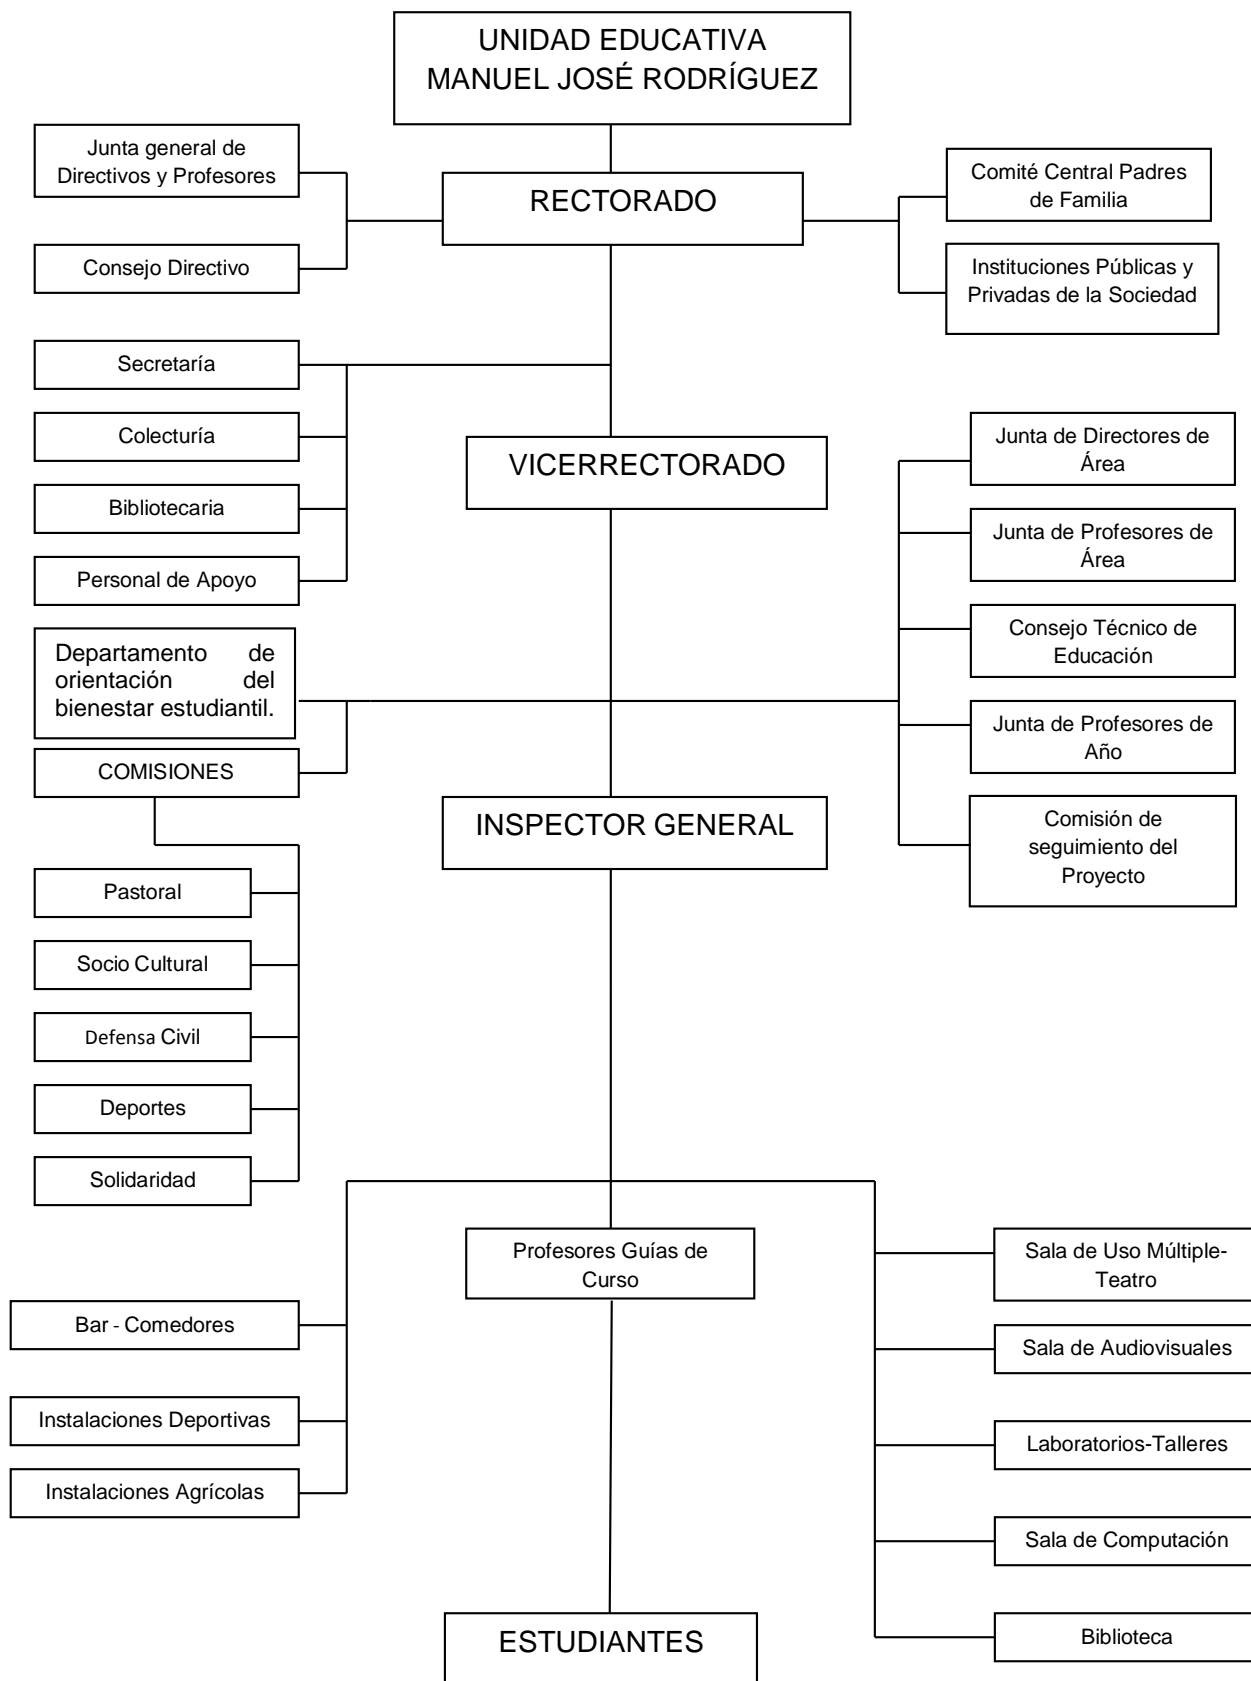 UNIDAD EDUCATIVA
MANUEL JOSÉ RODRÍGUEZ
Junta general de
Directivos y Profesores
RECTORADO
Comité Central Padres
de Familia
Consejo Directivo
Instituciones Públicas y
Privadas de la Sociedad
Secretaría
Colecturía
VICERRECTORADO
Junta de Directores de
Área
Bibliotecaria
Junta de Profesores de
Área
Personal de Apoyo
Departamento de
orientación del
bienestar estudiantil.
Consejo Técnico de
Educación
Junta de Profesores de
Año
COMISIONES
INSPECTOR GENERAL
Comisión de
seguimiento del
Proyecto
Pastoral
Socio Cultural
Defensa Civil
Deportes
Solidaridad
Profesores Guías de
Curso
Sala de Uso Múltiple-
Teatro
Bar - Comedores
Sala de Audiovisuales
Instalaciones Deportivas
Laboratorios-Talleres
Instalaciones Agrícolas
Sala de Computación
ESTUDIANTES
Biblioteca